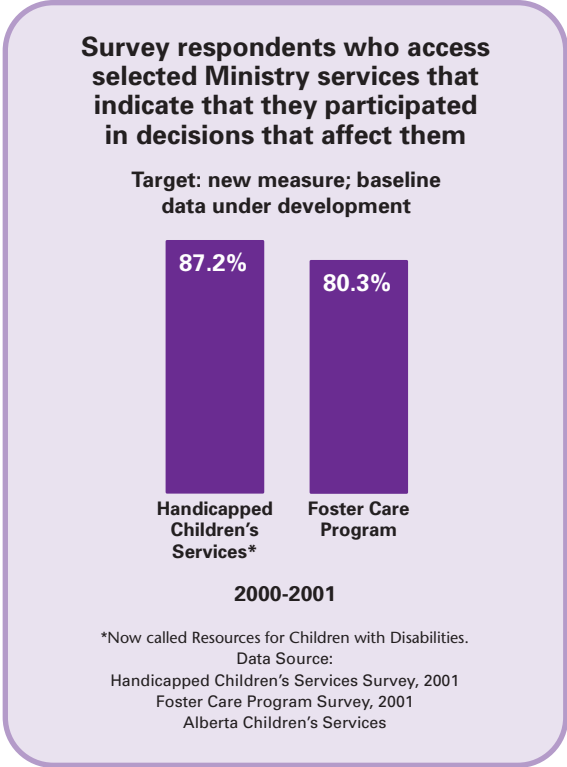 Survey respondents who access
selected Ministry services that
indicate that they participated
in decisions that affect them
Target: new measure; baseline
data under development
87.2%
80.3%
Handicapped
Children's
Services*
Foster Care
Program
2000-2001
*Now called Resources for Children with Disabilities.
Data Source:
Handicapped Children's Services Survey, 2001
Foster Care Program Survey, 2001
Alberta Children's Services